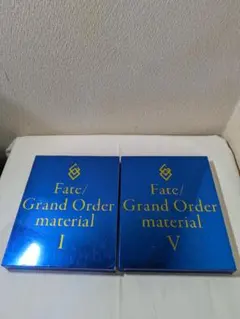 Fate/
Grand Order
material
I
Fate/
Grand Order
material
V